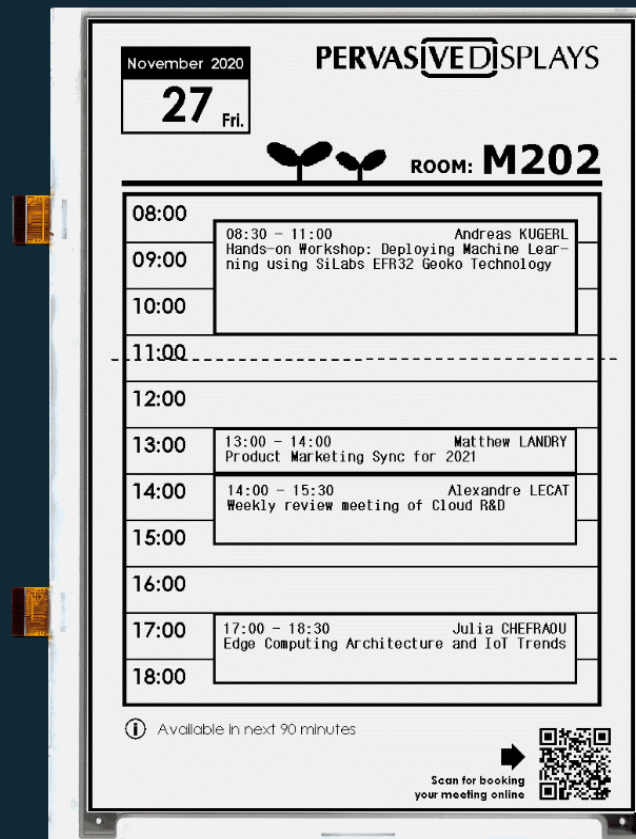 November 2020
27 Fri.
PERVASIVE DISPLAYS
ROOM: M202
08:00
08:30 - 11:00 Andreas KUGERL
Hands-on Workshop: Deploying Machine Lear-
ning using SiLabs EFR32 Geoko Technology
09:00
10:00
11:00
12:00
13:00
13:00 - 14:00 Matthew LANDRY
Product Marketing Sync for 2021
14:00
14:00 - 15:30 Alexandre LECAT
Weekly review meeting of Cloud R&D
15:00
16:00
17:00
17:00 - 18:30 Julia CHEFRAOU
Edge Computing Architecture and IoT Trends
18:00
Available in next 90 minutes
Scan for booking
your meeting online